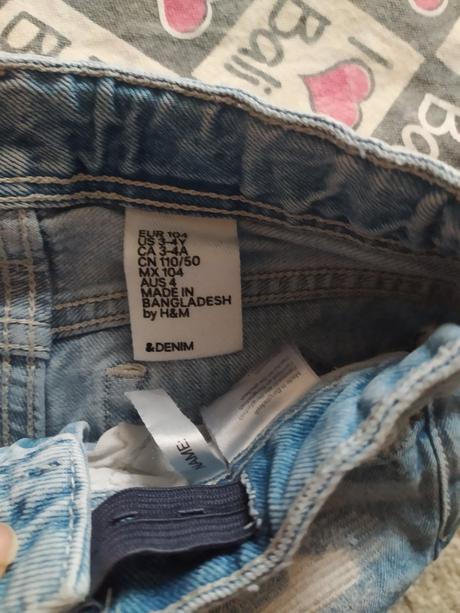 I
Bali
EUR 104
US 3-4Y
CA 3-4A
CN 110/50
MX 104
AUS 4
MADE IN
BANGLADESH
by H&M
&DENIM
NAME: